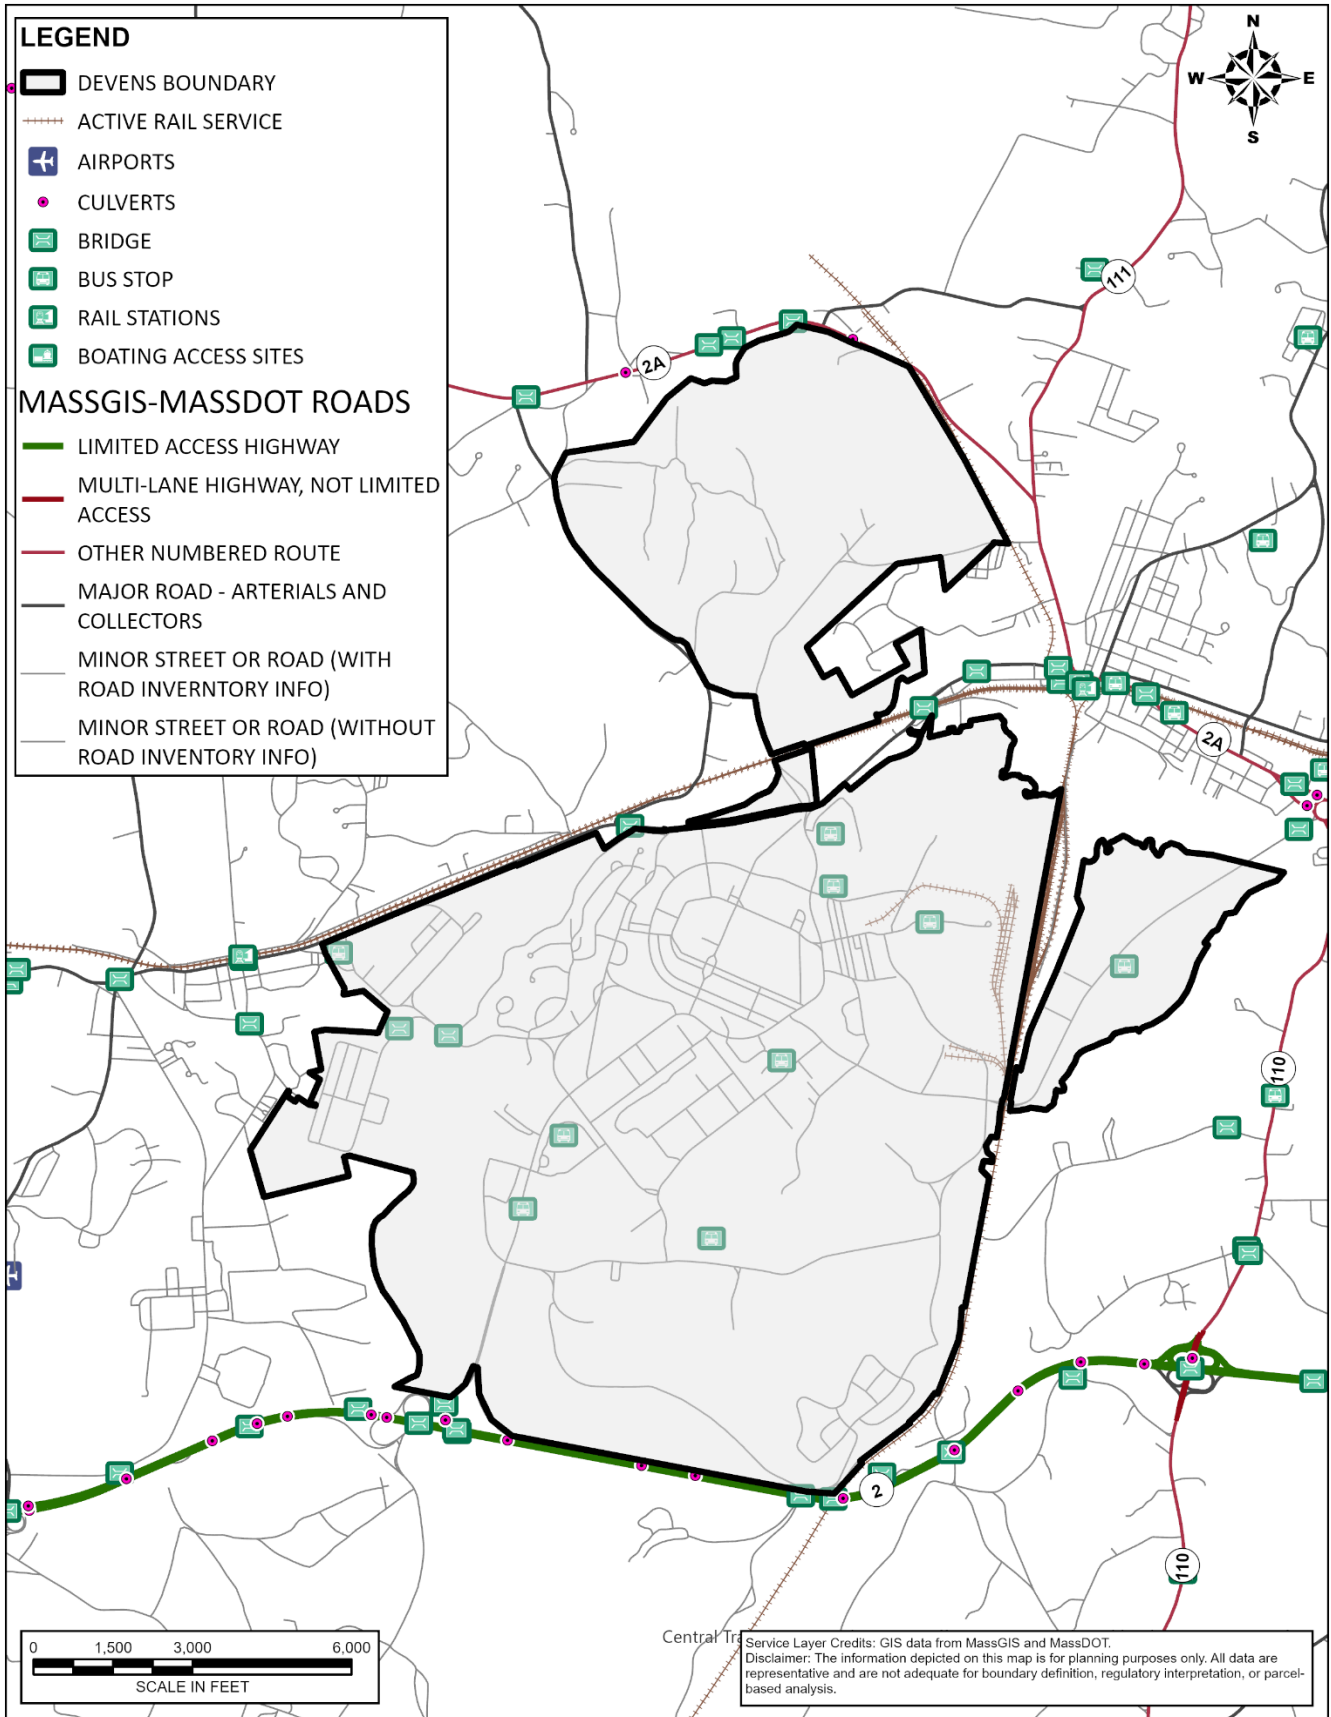 LEGEND
DEVENS BOUNDARY
ACTIVE RAIL SERVICE
AIRPORTS
CULVERTS
BRIDGE
BUS STOP
RAIL STATIONS
BOATING ACCESS SITES
MASSGIS-MASSDOT ROADS
LIMITED ACCESS HIGHWAY
MULTI-LANE HIGHWAY, NOT LIMITED
ACCESS
OTHER NUMBERED ROUTE
MAJOR ROAD - ARTERIALS AND
COLLECTORS
MINOR STREET OR ROAD (WITH
ROAD INVERNTORY INFO)
MINOR STREET OR ROAD (WITHOUT
ROAD INVENTORY INFO)
N
W E
S
111
2A
2A
110
2
110
0 1,500 3,000 6,000
SCALE IN FEET
Central Tra
Service Layer Credits: GIS data from MassGIS and MassDOT.
Disclaimer: The information depicted on this map is for planning purposes only. All data are
representative and are not adequate for boundary definition, regulatory interpretation, or parcel-
based analysis.